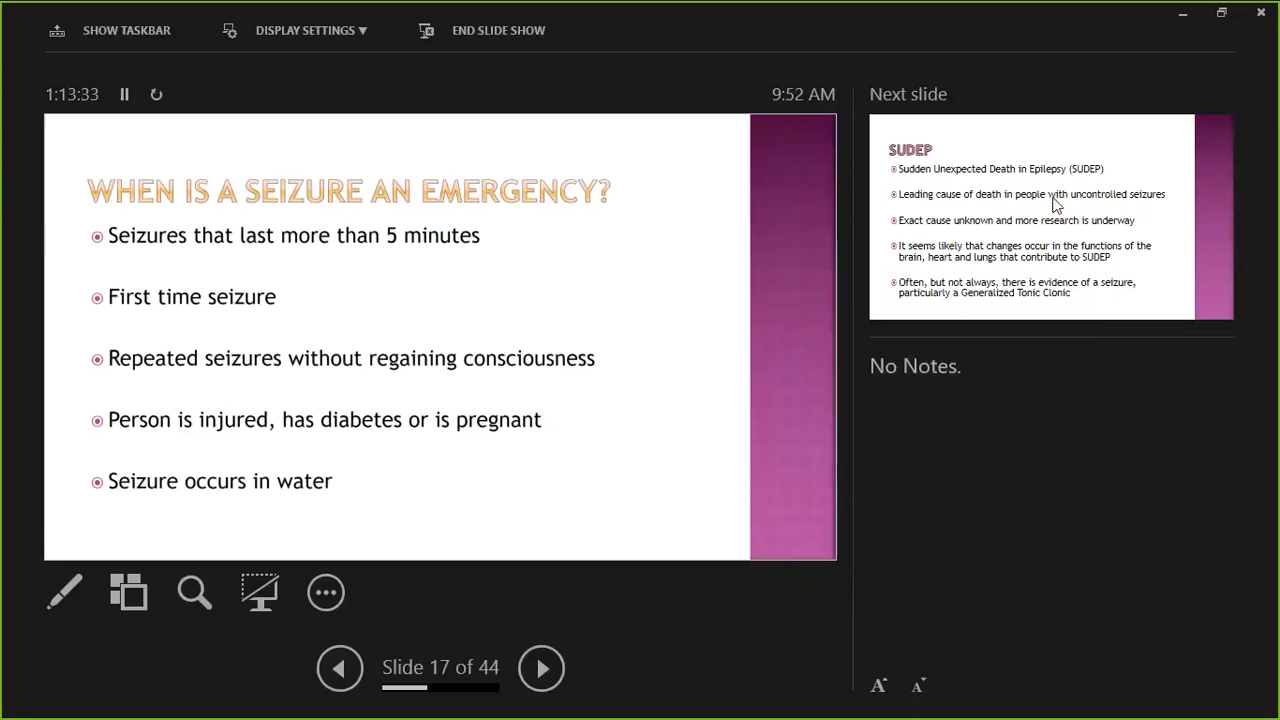 SHOW TASKBAR
DISPLAY SETTINGS ▼
END SLIDE SHOW
1:13:33
9:52 AM
WHEN IS A SEIZURE AN EMERGENCY?
Seizures that last more than 5 minutes
First time seizure
Repeated seizures without regaining consciousness
Person is injured, has diabetes or is pregnant
Seizure occurs in water
Slide 17 of 44
Next slide
SUDEP
Sudden Unexpected Death in Epilepsy (SUDEP)
Leading cause of death in people with uncontrolled seizures
Exact cause unknown and more research is underway
It seems likely that changes occur in the functions of the
brain, heart and lungs that contribute to SUDEP
Often, but not always, there is evidence of a seizure,
particularly a Generalized Tonic Clonic
No Notes.
A A